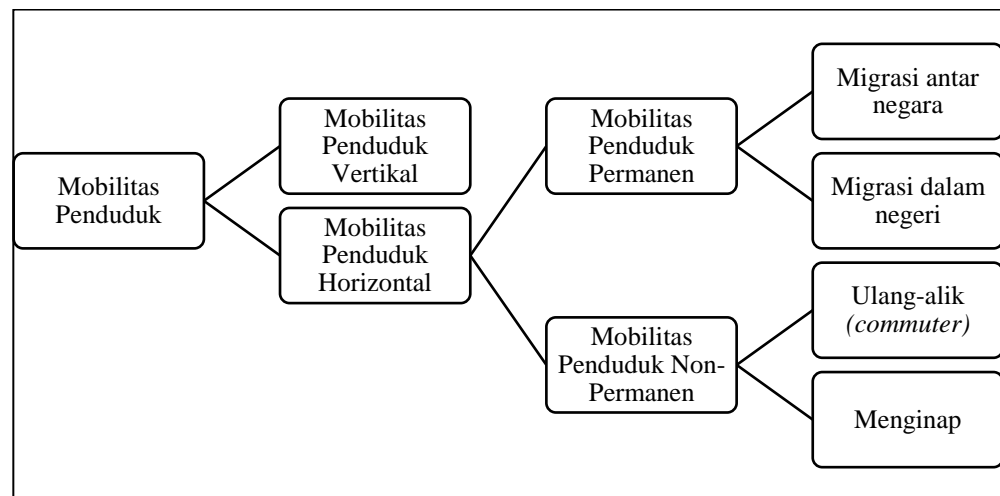 Mobilitas
Penduduk
Mobilitas
Penduduk
Vertikal
Mobilitas
Penduduk
Horizontal
Mobilitas
Penduduk
Permanen
Migrasi antar
negara
Migrasi dalam
negeri
Mobilitas
Penduduk Non-
Permanen
Ulang-alik
(commuter)
Menginap